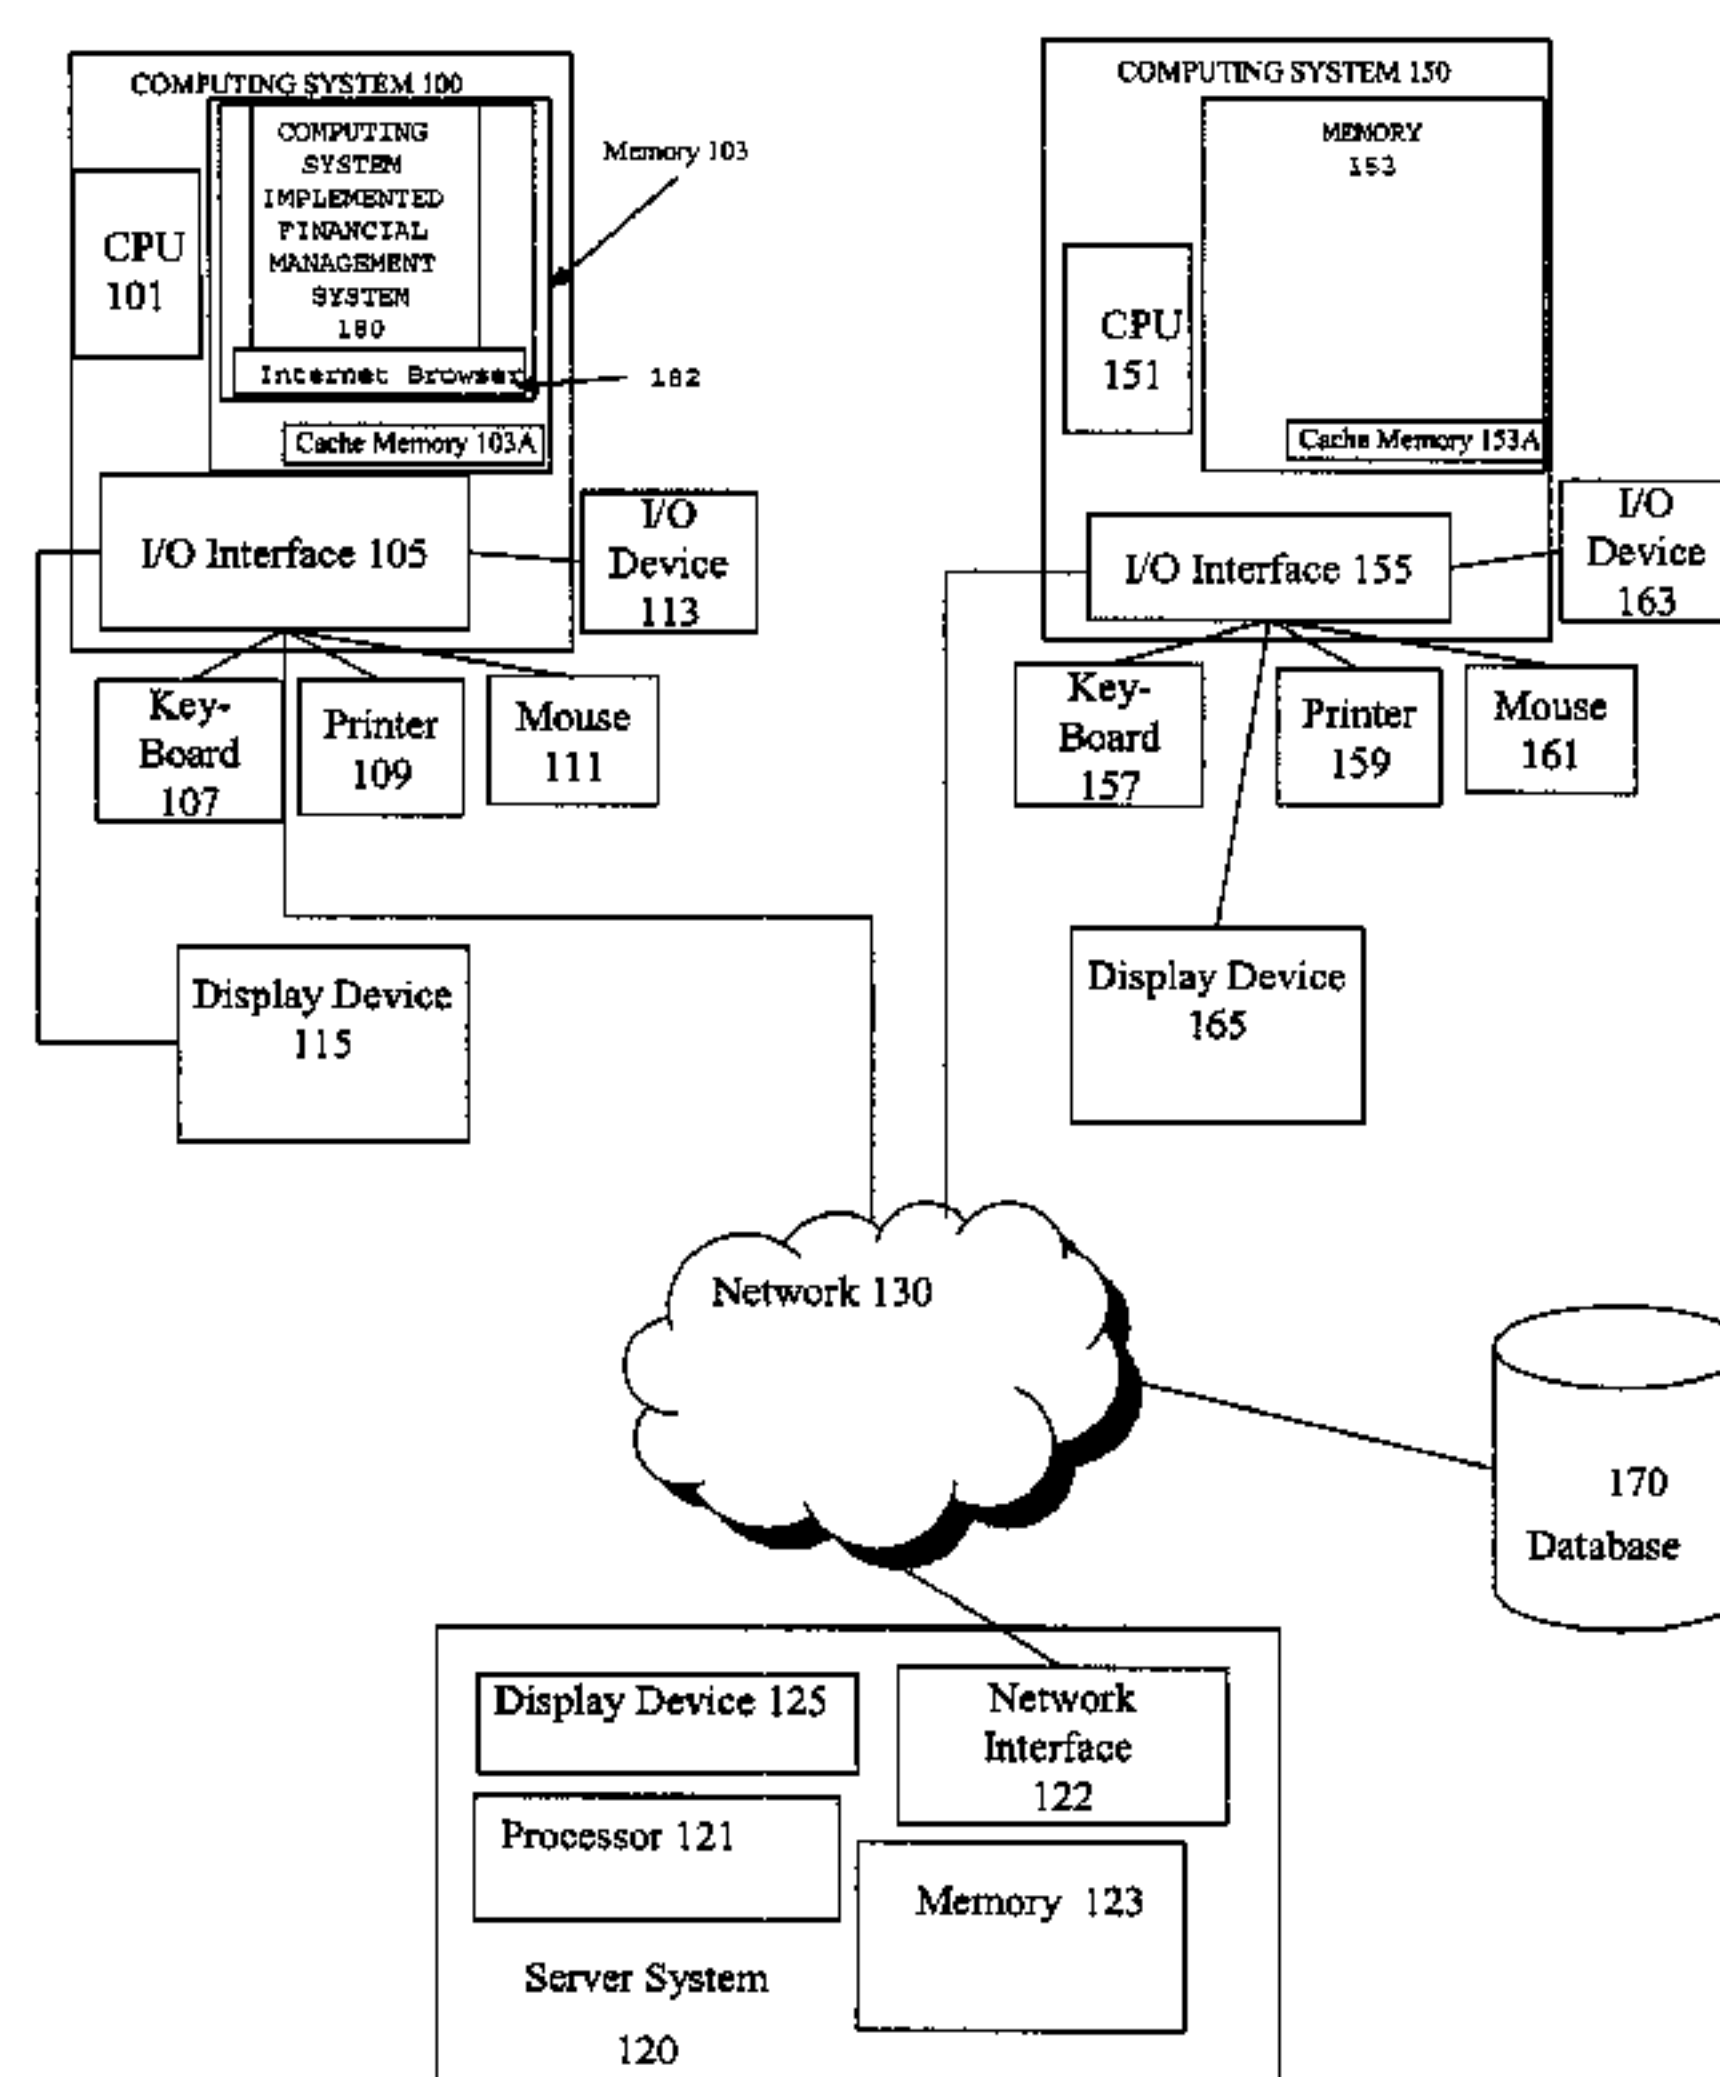 COMPUTING SYSTEM 100
COMPUTING
SYSTEM
IMPLEMENTED
FINANCIAL
MANAGEMENT
SYSTEM
180
Internet Browser
182
Memory 103
CPU
101
Cache Memory 103A
I/O Interface 105
I/O
Device
113
Key-
Board
107
Printer
109
Mouse
111
Display Device
115
COMPUTING SYSTEM 150
MEMORY
153
CPU
151
Cache Memory 153A
I/O Interface 155
I/O
Device
163
Key-
Board
157
Printer
159
Mouse
161
Display Device
165
Network 130
170
Database
Display Device 125
Network
Interface
122
Processor 121
Memory 123
Server System
120